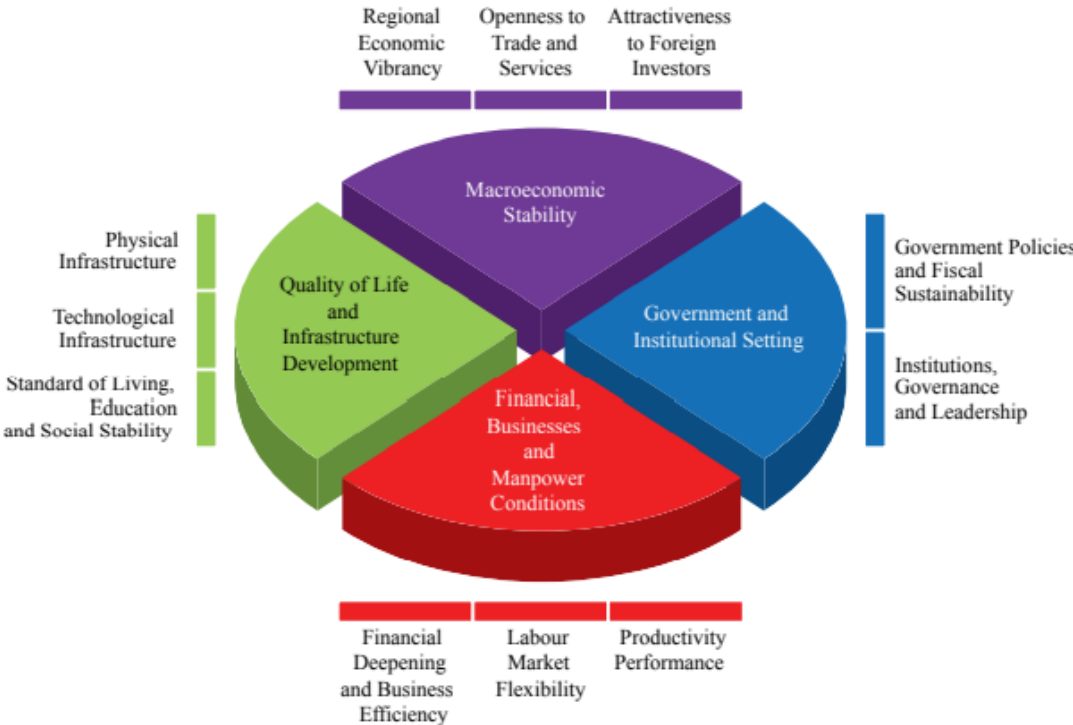 Regional
Economic
Vibrancy
Openness to
Trade and
Services
Attractiveness
to Foreign
Investors
Macroeconomic
Stability
Physical
Infrastructure
Technological
Infrastructure
Standard of Living,
Education
and Social Stability
Quality of Life
and
Infrastructure
Development
Government and
Institutional Setting
Government Policies
and Fiscal
Sustainability
Institutions,
Governance
and Leadership
Financial,
Businesses
and
Manpower
Conditions
Financial
Deepening
and Business
Efficiency
Labour
Market
Flexibility
Productivity
Performance